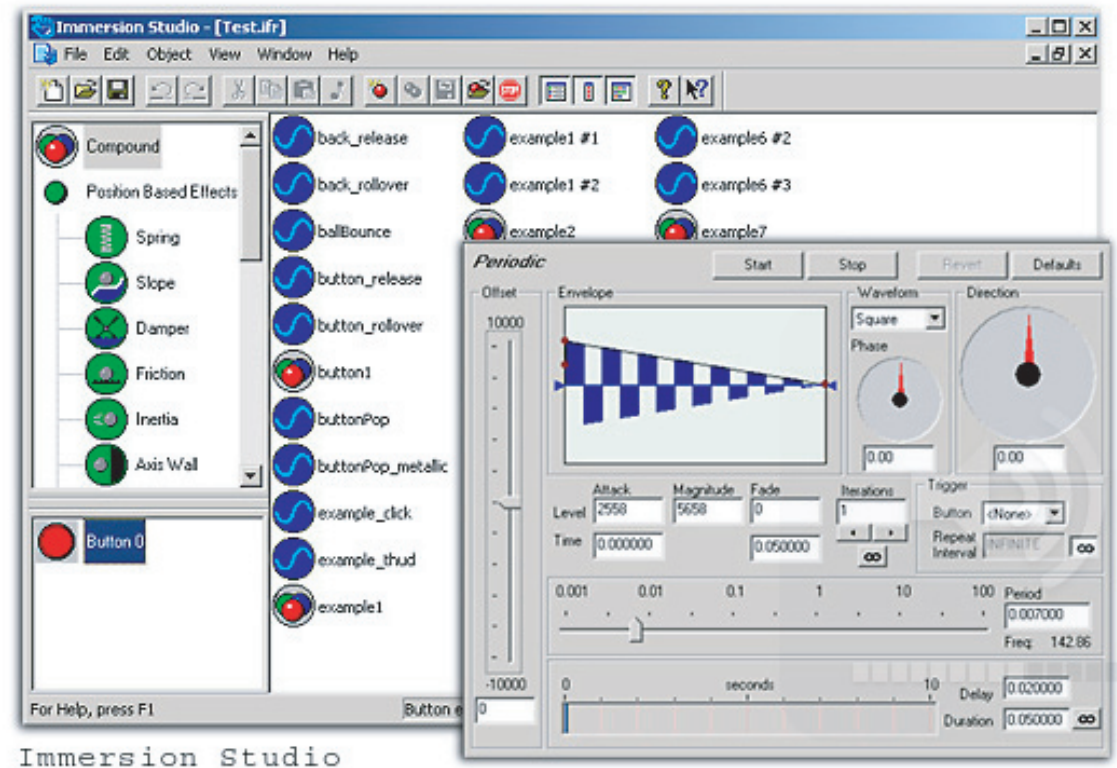 Immersion Studio - [Test.ifr]
File Edit Object View Window Help
Compound
Position Based Effects
Spring
Slope
Damper
Friction
Inertia
Axis Wall
Button 0
back_release
back_rollover
ballBounce
button_release
button_rollover
button1
buttonPop
buttonPop_metallic
example_click
example_thud
example1
example1 #1
example1 #2
example2
example6 #2
example6 #3
example7
For Help, press F1
Button e
Periodic
Start Stop Revert Defaults
Offset
10000
-10000
0
Envelope
Waveform
Square
Phase
0.00
Direction
0.00
Attack Magnitude Fade
Level 2558 5658 0
Time 0.000000 0.050000
Iterations
1
∞
Trigger
Button <None>
Repeat Interval INFINITE ∞
0.001 0.01 0.1 1 10 100
Period
0.007000
Freq: 142.86
0 seconds 10
Delay 0.020000
Duration 0.050000 ∞
Immersion Studio